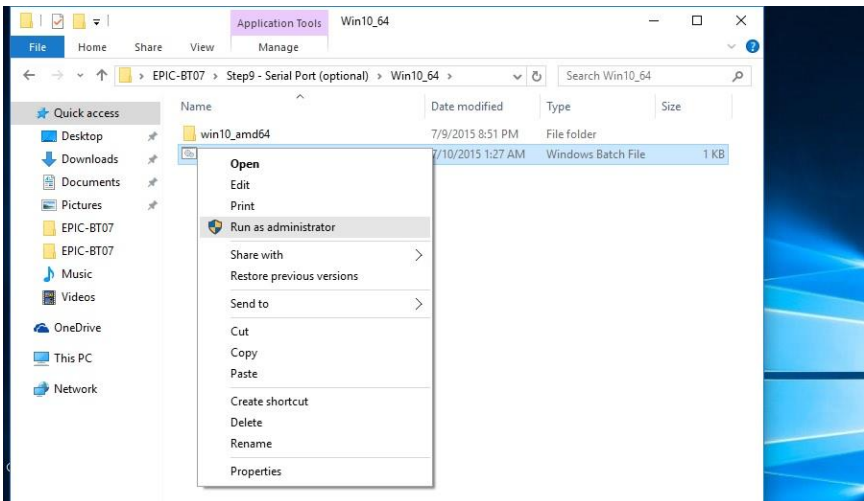 Application Tools Win10_64
File Home Share View Manage
EPIC-BT07 > Step9 - Serial Port (optional) > Win10_64 > Search Win10_64
Name Date modified Type Size
Quick access
Desktop
Downloads
Documents
Pictures
EPIC-BT07
EPIC-BT07
Music
Videos
OneDrive
This PC
Network
win10_amd64 7/9/2015 8:51 PM File folder
7/10/2015 1:27 AM Windows Batch File 1 KB
Open
Edit
Print
Run as administrator
Share with
Restore previous versions
Send to
Cut
Copy
Paste
Create shortcut
Delete
Rename
Properties